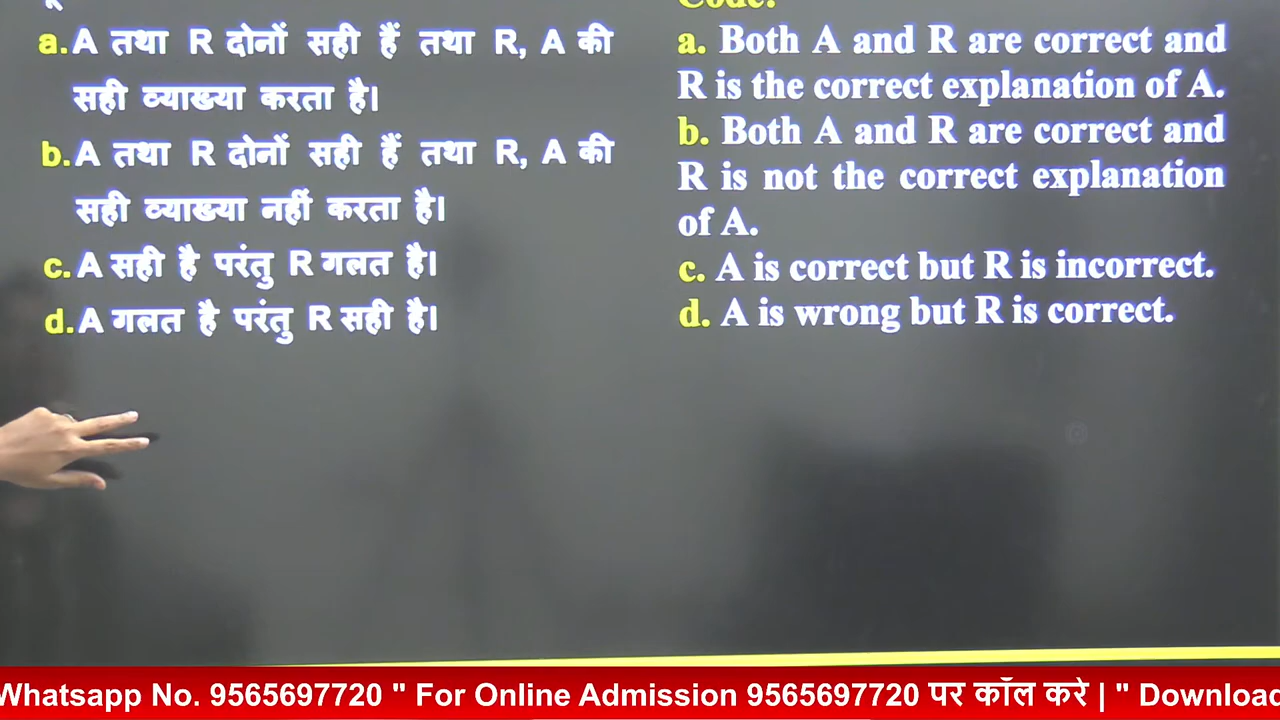 a. A तथा R दोनों सही हैं तथा R, A की
सही व्याख्या करता है।
b. A तथा R दोनों सही हैं तथा R, A की
सही व्याख्या नहीं करता है।
c. A सही है परंतु R गलत है।
d. A गलत है परंतु R सही है।
Code:
a. Both A and R are correct and
R is the correct explanation of A.
b. Both A and R are correct and
R is not the correct explanation
of A.
c. A is correct but R is incorrect.
d. A is wrong but R is correct.
Whatsapp No. 9565697720 " For Online Admission 9565697720 पर कॉल करे | " Download